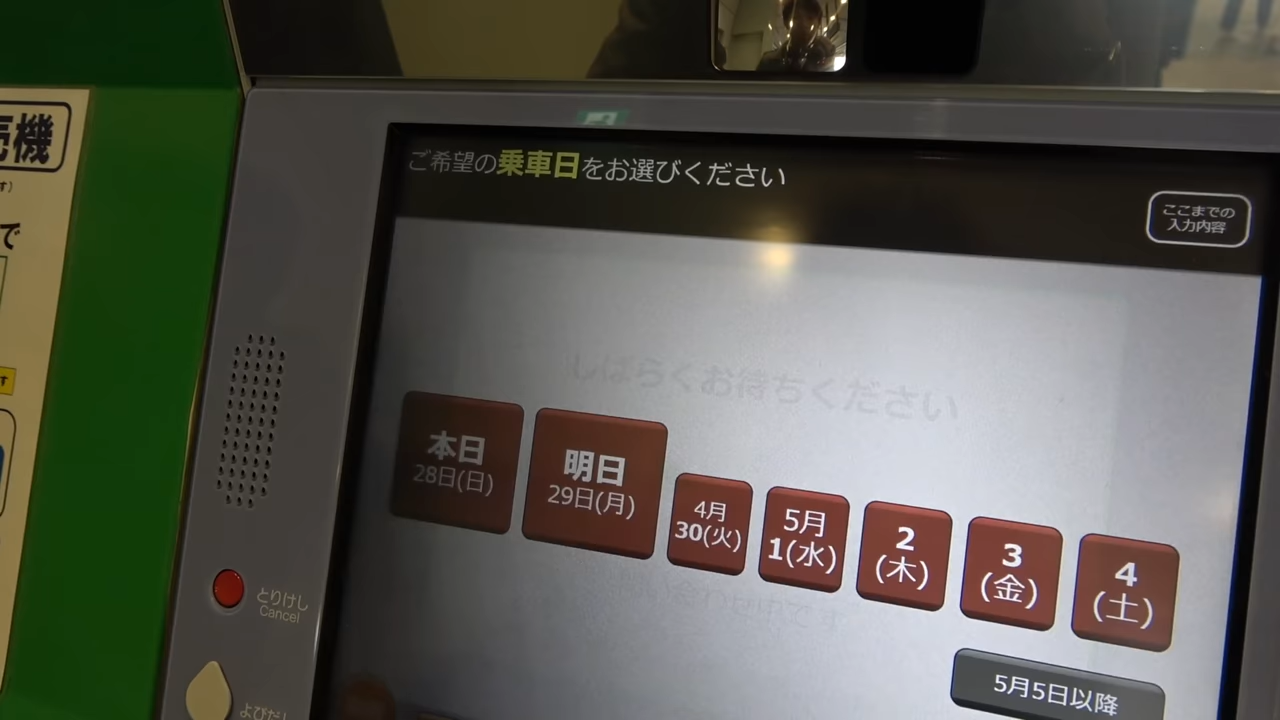 売機
す)
で
す
ご希望の乗車日をお選びください
ここまでの
入力内容
しばらくお待ちください
本日
28日(日)
明日
29日(月)
4月
30(火)
5月
1(水)
2
(木)
3
(金)
4
(土)
5月5日以降
とりけし
Cancel
よびだし